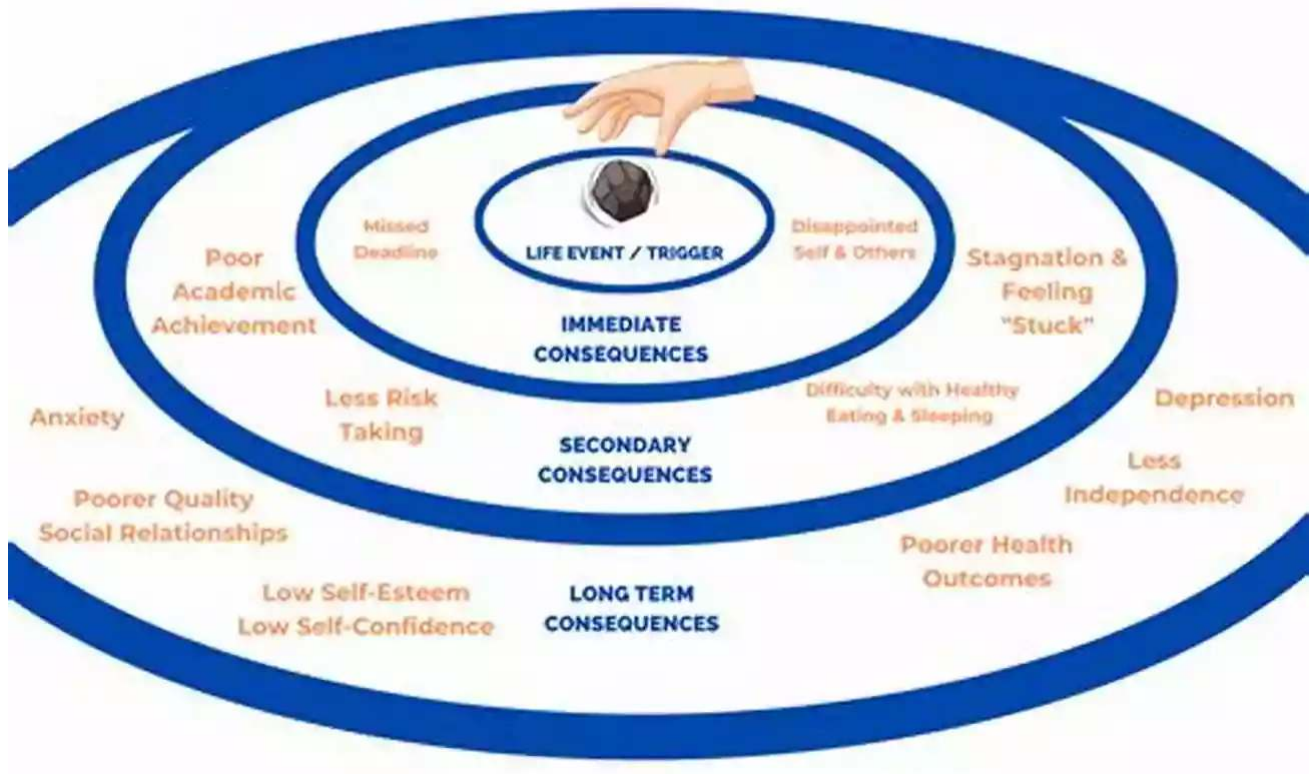 LIFE EVENT / TRIGGER
Missed
Deadline
Disappointed
Self & Others
IMMEDIATE
CONSEQUENCES
Poor
Academic
Achievement
Stagnation &
Feeling
"Stuck"
Less Risk
Taking
Difficulty with Healthy
Eating & Sleeping
SECONDARY
CONSEQUENCES
Anxiety
Depression
Poorer Quality
Social Relationships
Less
Independence
Low Self-Esteem
Low Self-Confidence
Poorer Health
Outcomes
LONG TERM
CONSEQUENCES